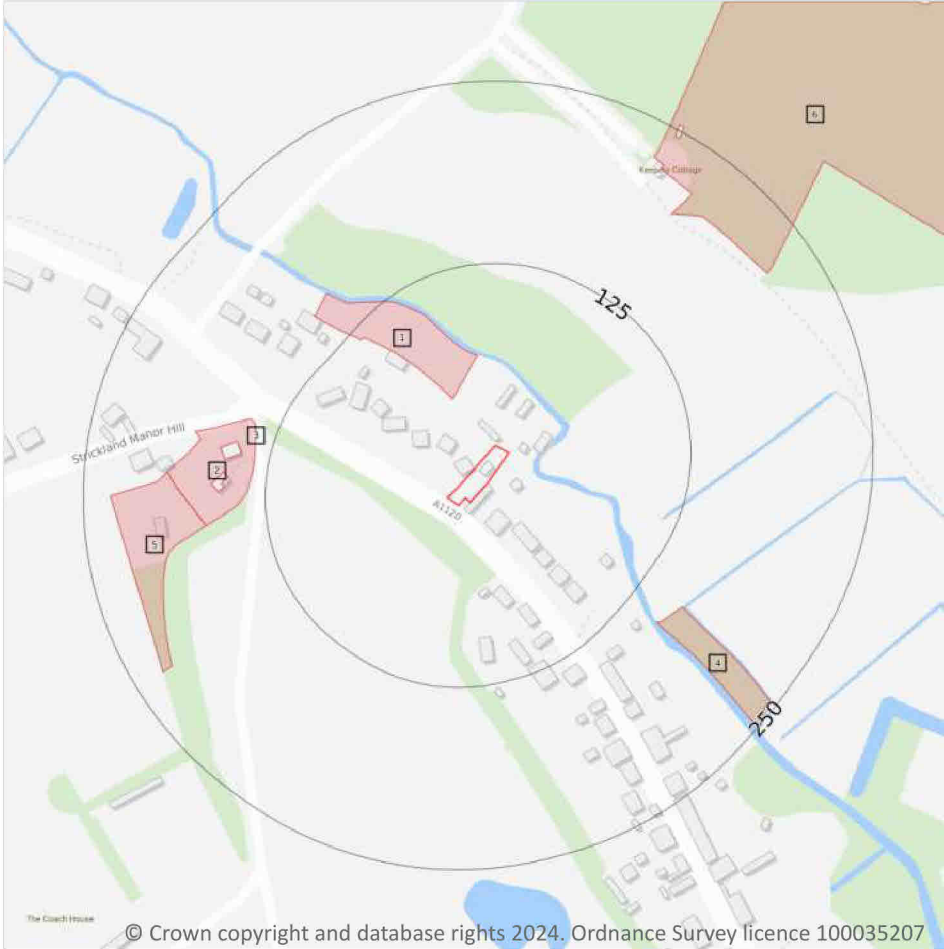 6
Keepers Cottage
125
1
Strickland Manor Hill
3
2
A1120
5
4
250
The Coach House
© Crown copyright and database rights 2024. Ordnance Survey licence 100035207